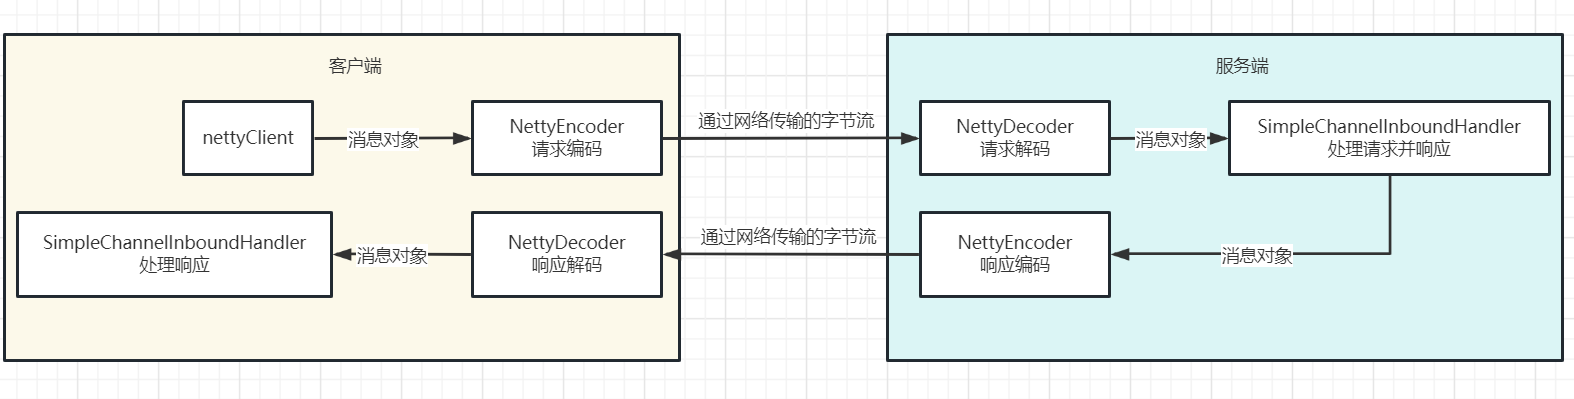 客户端
nettyClient
消息对象
NettyEncoder
请求编码
通过网络传输的字节流
服务端
NettyDecoder
请求解码
消息对象
SimpleChannelInboundHandler
处理请求并响应
SimpleChannelInboundHandler
处理响应
消息对象
NettyDecoder
响应解码
通过网络传输的字节流
NettyEncoder
响应编码
消息对象